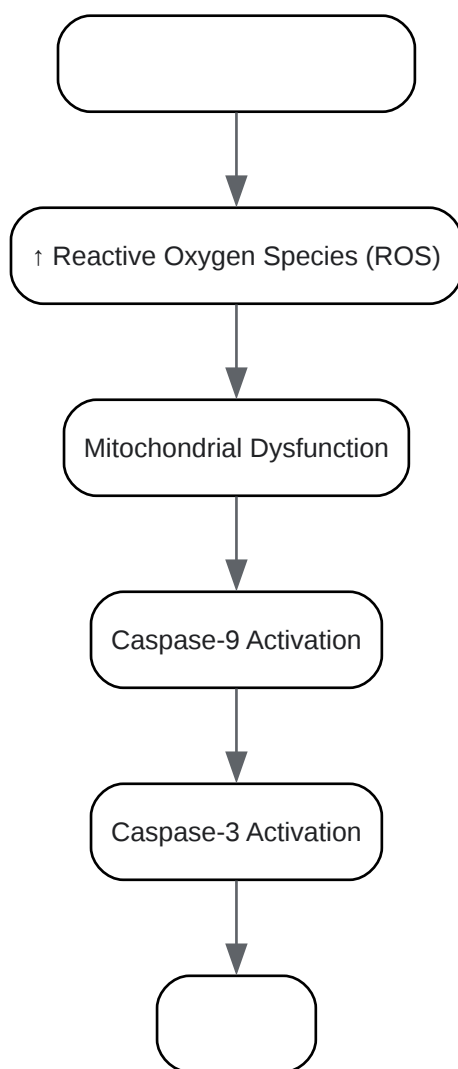 ↑ Reactive Oxygen Species (ROS)
Mitochondrial Dysfunction
Caspase-9 Activation
Caspase-3 Activation